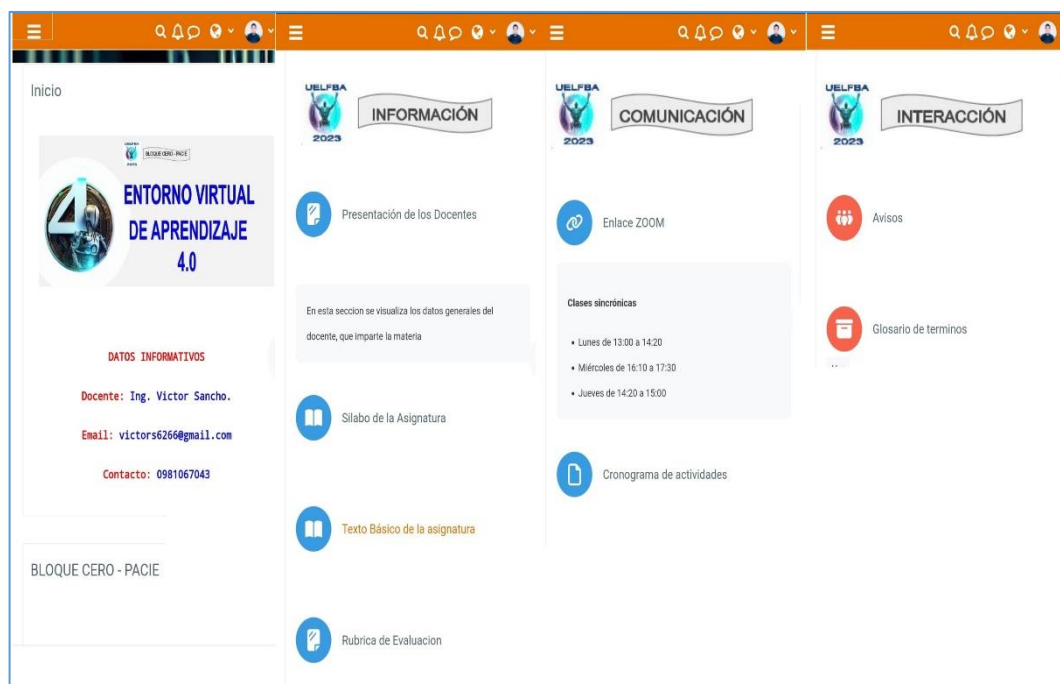 Inicio
BLOQUE CERO - PACIE
4
ENTORNO VIRTUAL
DE APRENDIZAJE
4.0
DATOS INFORMATIVOS
Docente: Ing. Victor Sancho.
Email: victors6266@gmail.com
Contacto: 0981067043
BLOQUE CERO - PACIE
UELFBA
2023
INFORMACIÓN
Presentación de los Docentes
En esta seccion se visualiza los datos generales del
docente, que imparte la materia
Silabo de la Asignatura
Texto Básico de la asignatura
Rubrica de Evaluacion
UELFBA
2023
COMUNICACIÓN
Enlace ZOOM
Clases sincrónicas
• Lunes de 13:00 a 14:20
• Miércoles de 16:10 a 17:30
• Jueves de 14:20 a 15:00
Cronograma de actividades
UELFBA
2023
INTERACCIÓN
Avisos
Glosario de terminos